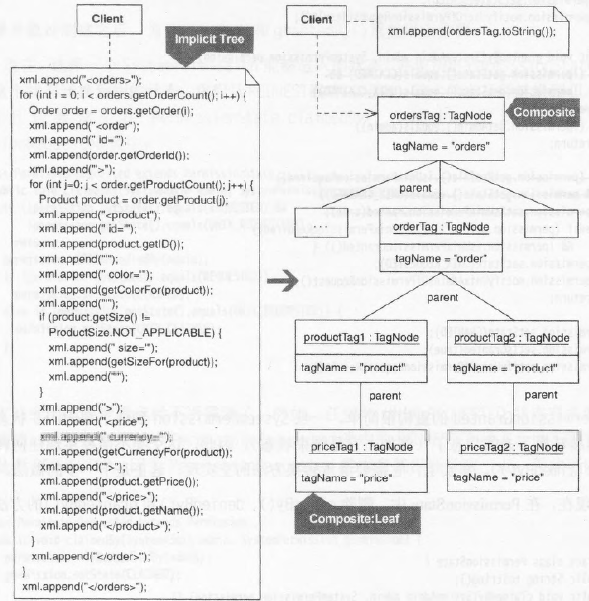 Client
Implicit Tree
xml.append("<orders>");
for (int i = 0; i < orders.getOrderCount(); i++) {
Order order = orders.getOrder(i);
xml.append("<order");
xml.append(" id='");
xml.append(order.getOrderId());
xml.append("'>");
for (int j=0; j < order.getProductCount(); j++) {
Product product = order.getProduct(j);
xml.append("<product");
xml.append(" id='");
xml.append(product.getID());
xml.append("'");
xml.append(" color='");
xml.append(getColorFor(product));
xml.append("'");
if (product.getSize() !=
ProductSize.NOT_APPLICABLE) {
xml.append(" size='");
xml.append(getSizeFor(product));
xml.append("'");
}
xml.append(">");
xml.append("<price");
xml.append(" currency='");
xml.append(getCurrencyFor(product));
xml.append("'>");
xml.append(product.getPrice());
xml.append("</price>");
xml.append(product.getName());
xml.append("</product>");
}
xml.append("</order>");
}
xml.append("</orders>");
Client
xml.append(ordersTag.toString());
ordersTag : TagNode
Composite
tagName = "orders"
parent
orderTag : TagNode
tagName = "order"
parent
productTag1 : TagNode
productTag2 : TagNode
tagName = "product"
tagName = "product"
parent
priceTag1 : TagNode
priceTag2 : TagNode
tagName = "price"
tagName = "price"
Composite:Leaf